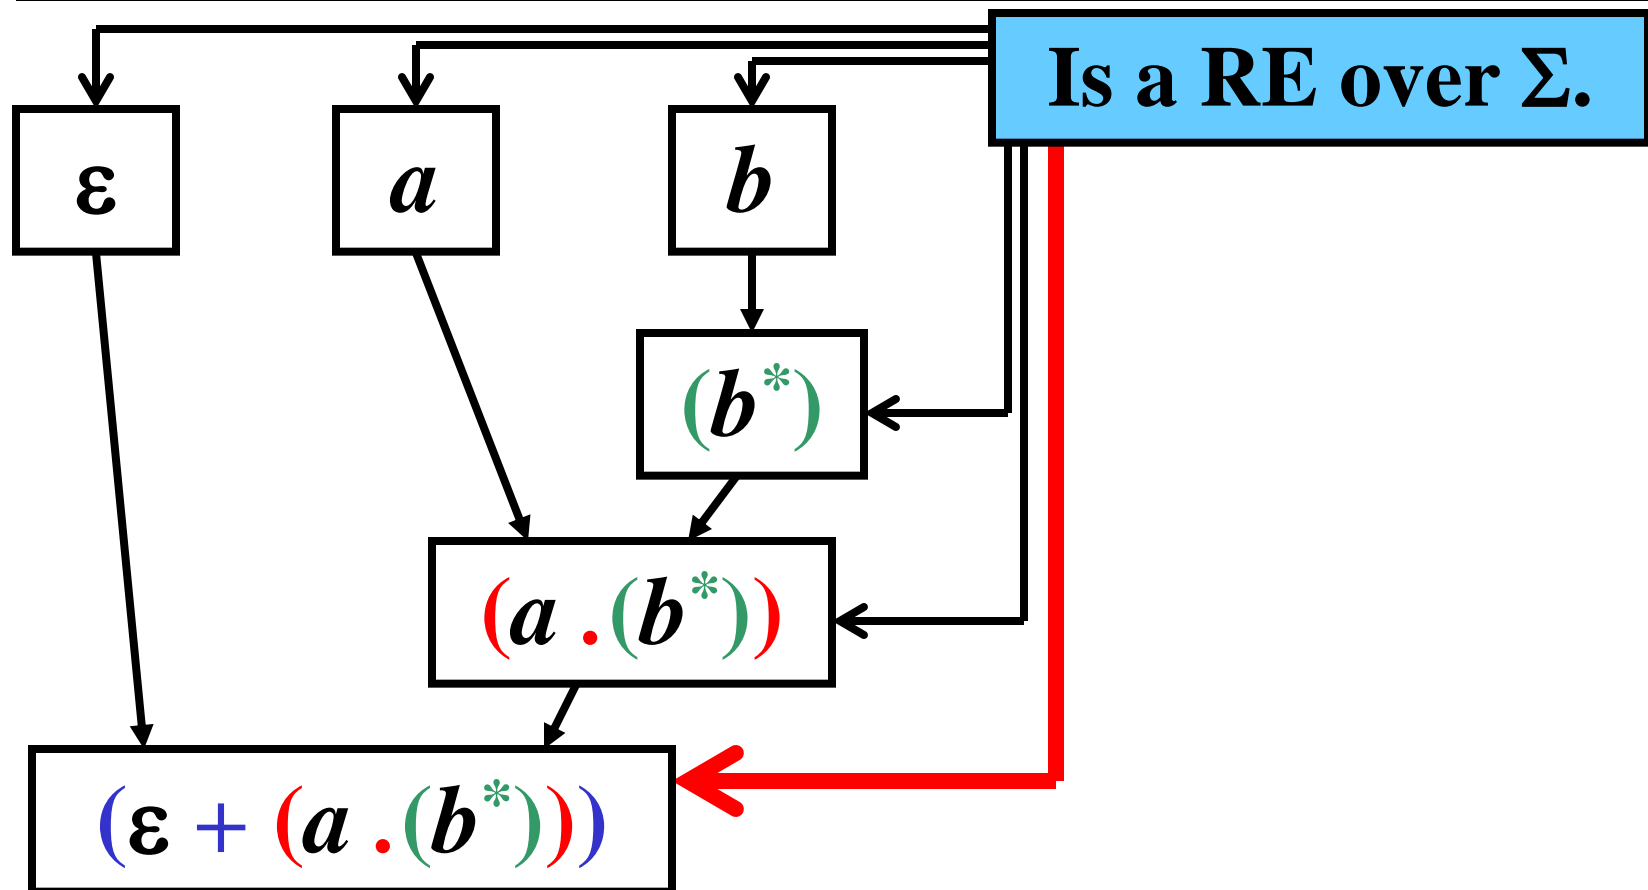 Is a RE over Σ.
ε
a
b
(b*)
(a .(b*))
(ε + (a .(b*)))